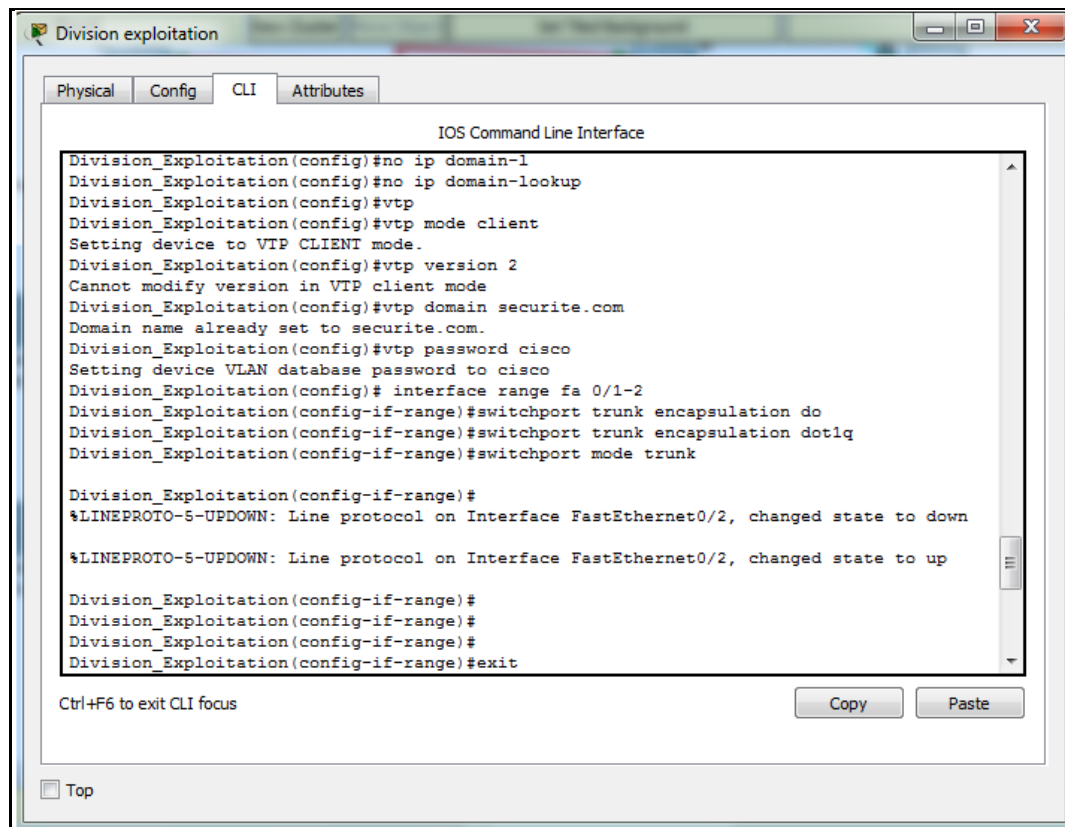 Division exploitation
Physical Config CLI Attributes
IOS Command Line Interface
Division_Exploitation(config)#no ip domain-l
Division_Exploitation(config)#no ip domain-lookup
Division_Exploitation(config)#vtp
Division_Exploitation(config)#vtp mode client
Setting device to VTP CLIENT mode.
Division_Exploitation(config)#vtp version 2
Cannot modify version in VTP client mode
Division_Exploitation(config)#vtp domain securite.com
Domain name already set to securite.com.
Division_Exploitation(config)#vtp password cisco
Setting device VLAN database password to cisco
Division_Exploitation(config)# interface range fa 0/1-2
Division_Exploitation(config-if-range)#switchport trunk encapsulation do
Division_Exploitation(config-if-range)#switchport trunk encapsulation dot1q
Division_Exploitation(config-if-range)#switchport mode trunk
Division_Exploitation(config-if-range)#
%LINEPROTO-5-UPDOWN: Line protocol on Interface FastEthernet0/2, changed state to down
%LINEPROTO-5-UPDOWN: Line protocol on Interface FastEthernet0/2, changed state to up
Division_Exploitation(config-if-range)#
Division_Exploitation(config-if-range)#
Division_Exploitation(config-if-range)#
Division_Exploitation(config-if-range)#exit
Ctrl+F6 to exit CLI focus
Copy Paste
Top